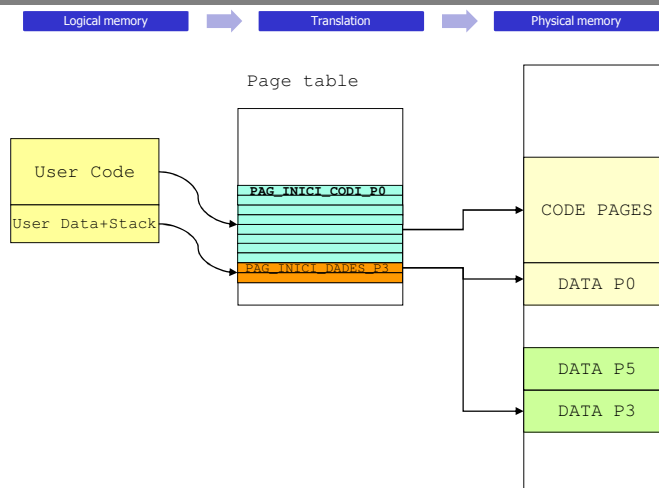 Logical memory
Translation
Physical memory
Page table
User Code
User Data+Stack
PAG_INICI_CODI_P0
PAG_INICI_DADES_P3
CODE PAGES
DATA P0
DATA P5
DATA P3